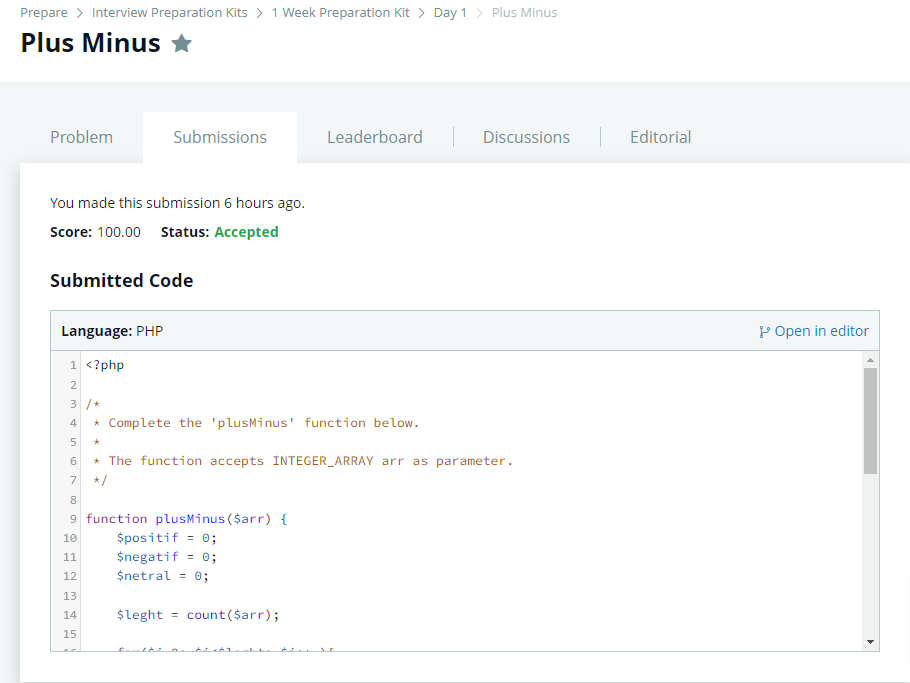 Prepare > Interview Preparation Kits > 1 Week Preparation Kit > Day 1 > Plus Minus
Plus Minus
Problem Submissions Leaderboard Discussions Editorial
You made this submission 6 hours ago.
Score: 100.00 Status: Accepted
Submitted Code
Language: PHP Open in editor
1 <?php
2
3 /*
4  * Complete the 'plusMinus' function below.
5  *
6  * The function accepts INTEGER_ARRAY arr as parameter.
7  */
8
9 function plusMinus($arr) {
10     $positif = 0;
11     $negatif = 0;
12     $netral = 0;
13
14     $leght = count($arr);
15